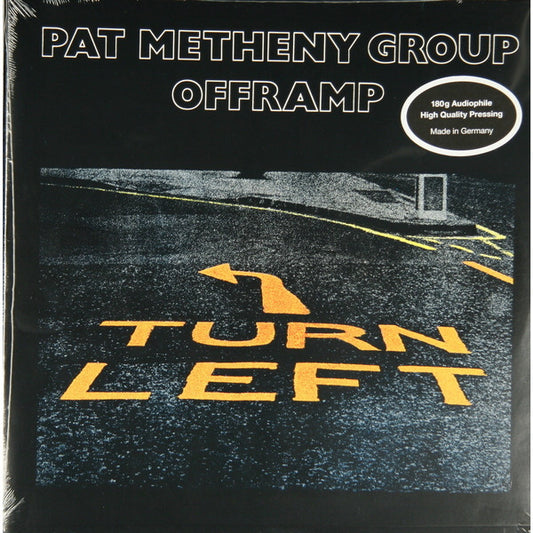 PAT METHENY GROUP
OFFRAMP
180g Audiophile
High Quality Pressing
Made in Germany
TURN
LEFT